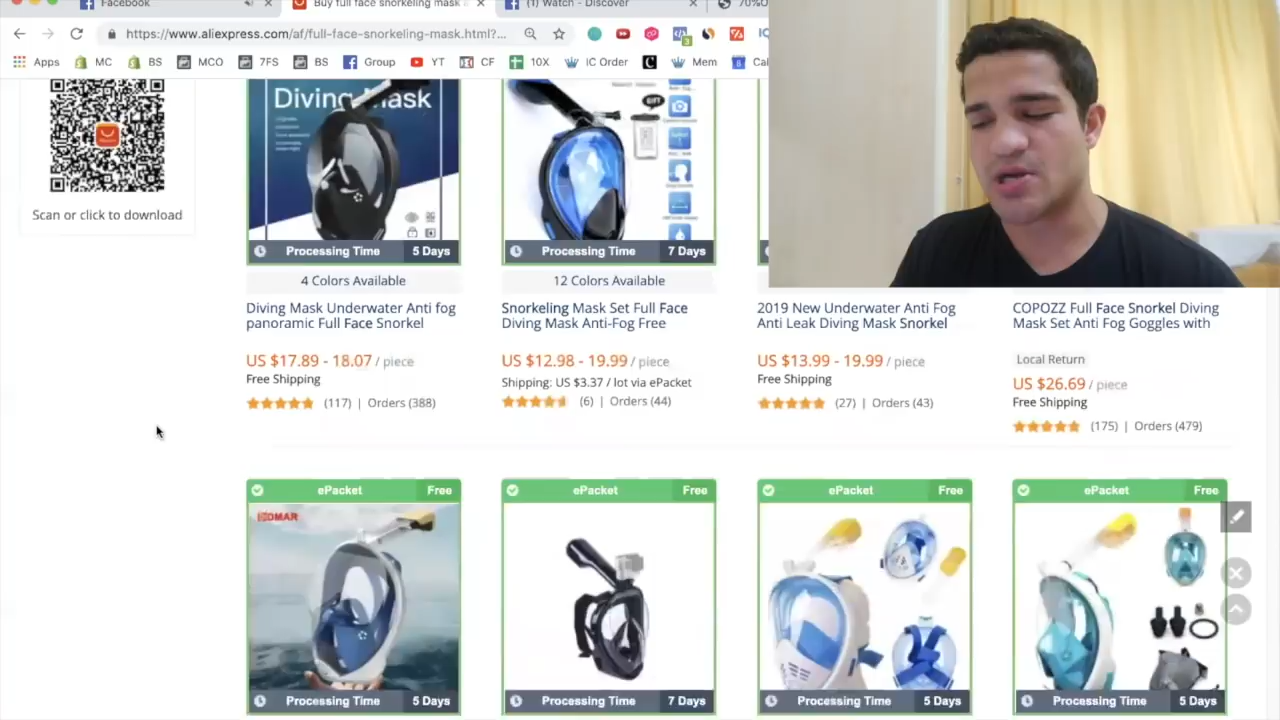 Facebook
Buy full face snorkeling mask
(1) Watch - Discover
https://www.aliexpress.com/af/full-face-snorkeling-mask.html?...
Apps
MC
BS
MCO
7FS
BS
Group
YT
CF
10X
IC Order
Mem
Scan or click to download
Diving Mask
GIFT
Processing Time 5 Days
Processing Time 7 Days
4 Colors Available
12 Colors Available
Diving Mask Underwater Anti fog
panoramic Full Face Snorkel
US $17.89 - 18.07 / piece
Free Shipping
(117) | Orders (388)
Snorkeling Mask Set Full Face
Diving Mask Anti-Fog Free
US $12.98 - 19.99 / piece
Shipping: US $3.37 / lot via ePacket
(6) | Orders (44)
2019 New Underwater Anti Fog
Anti Leak Diving Mask Snorkel
US $13.99 - 19.99 / piece
Free Shipping
(27) | Orders (43)
COPOZZ Full Face Snorkel Diving
Mask Set Anti Fog Goggles with
Local Return
US $26.69 / piece
Free Shipping
(175) | Orders (479)
ePacket Free
ePacket Free
ePacket Free
ePacket Free
Processing Time 5 Days
Processing Time 7 Days
Processing Time 5 Days
Processing Time 5 Days